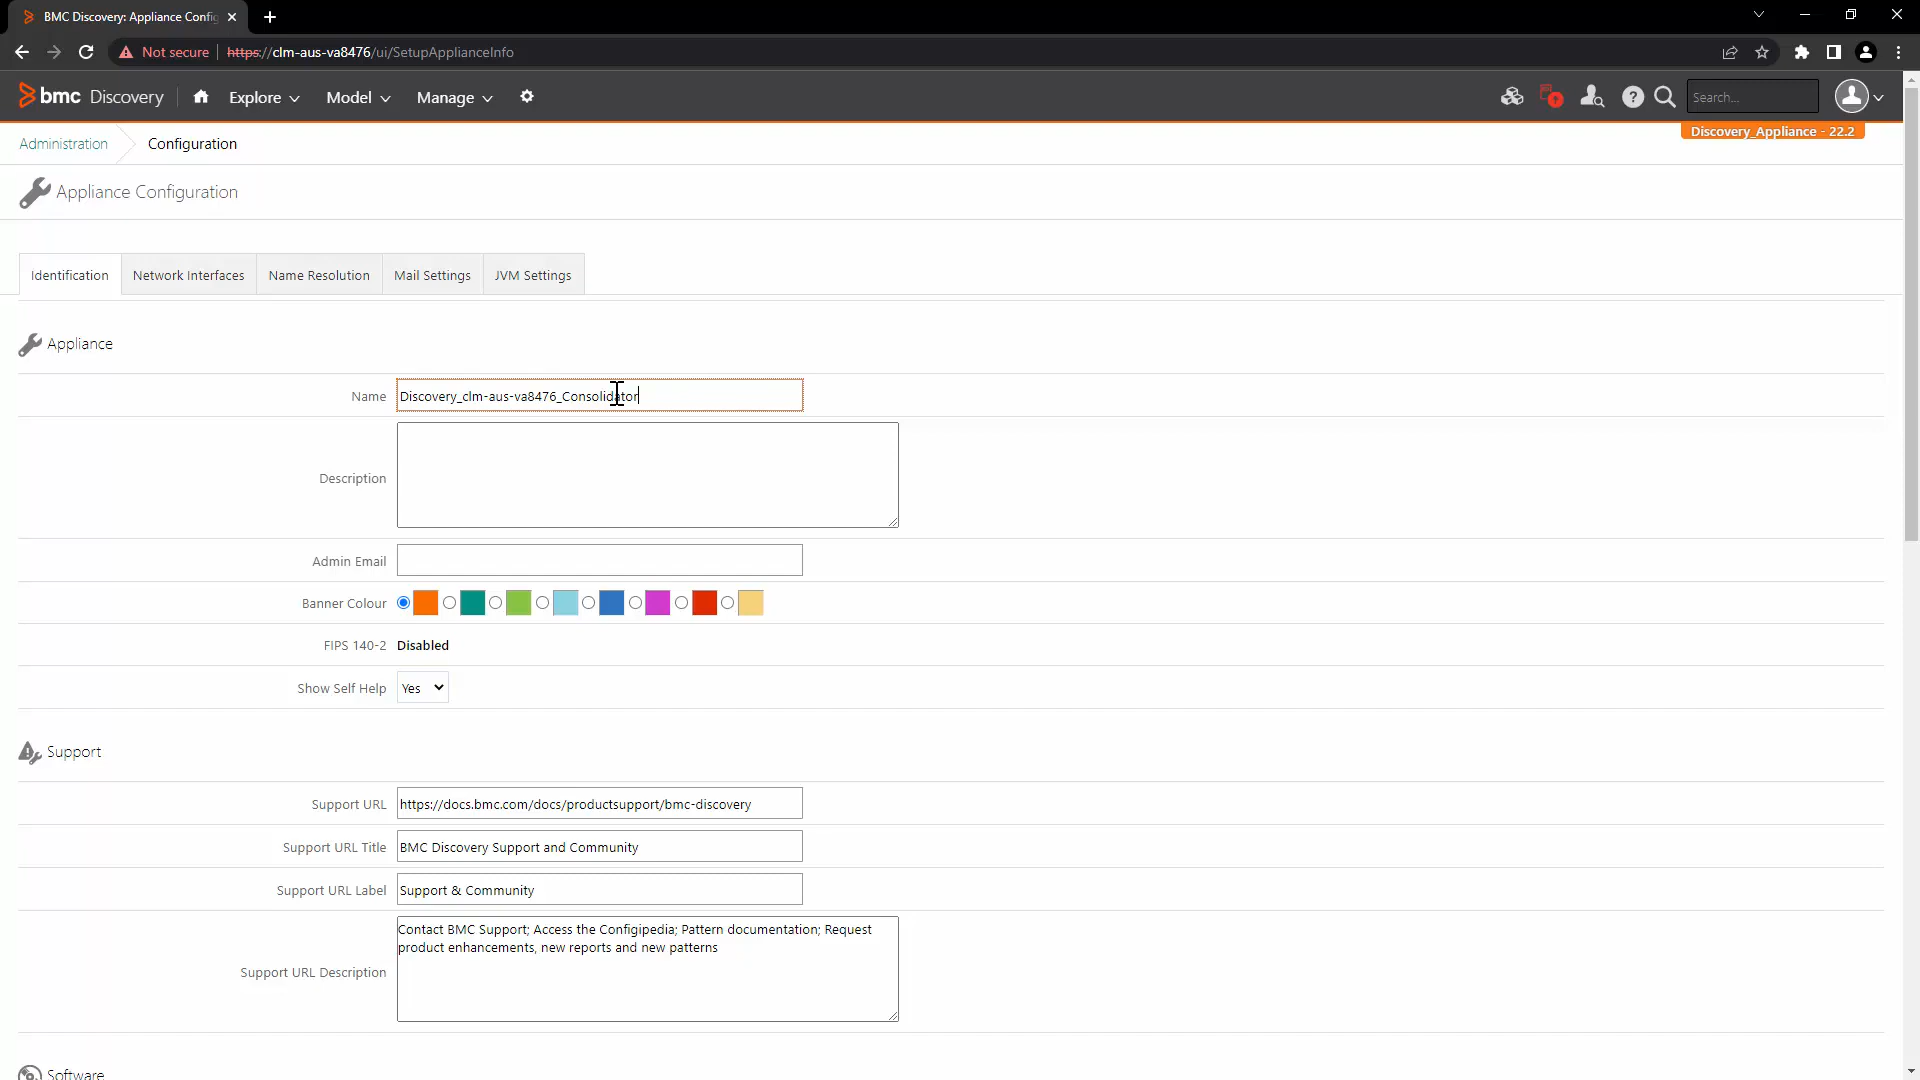 BMC Discovery: Appliance Config
Not secure
https://clm-aus-va8476/ui/SetupApplianceInfo
bmc Discovery
Explore
Model
Manage
Search...
Administration
Configuration
Discovery_Appliance - 22.2
Appliance Configuration
Identification
Network Interfaces
Name Resolution
Mail Settings
JVM Settings
Appliance
Name
Discovery_clm-aus-va8476_Consolidator
Description
Admin Email
Banner Colour
FIPS 140-2
Disabled
Show Self Help
Yes
Support
Support URL
https://docs.bmc.com/docs/productsupport/bmc-discovery
Support URL Title
BMC Discovery Support and Community
Support URL Label
Support & Community
Support URL Description
Contact BMC Support; Access the Configipedia; Pattern documentation; Request
product enhancements, new reports and new patterns
Software